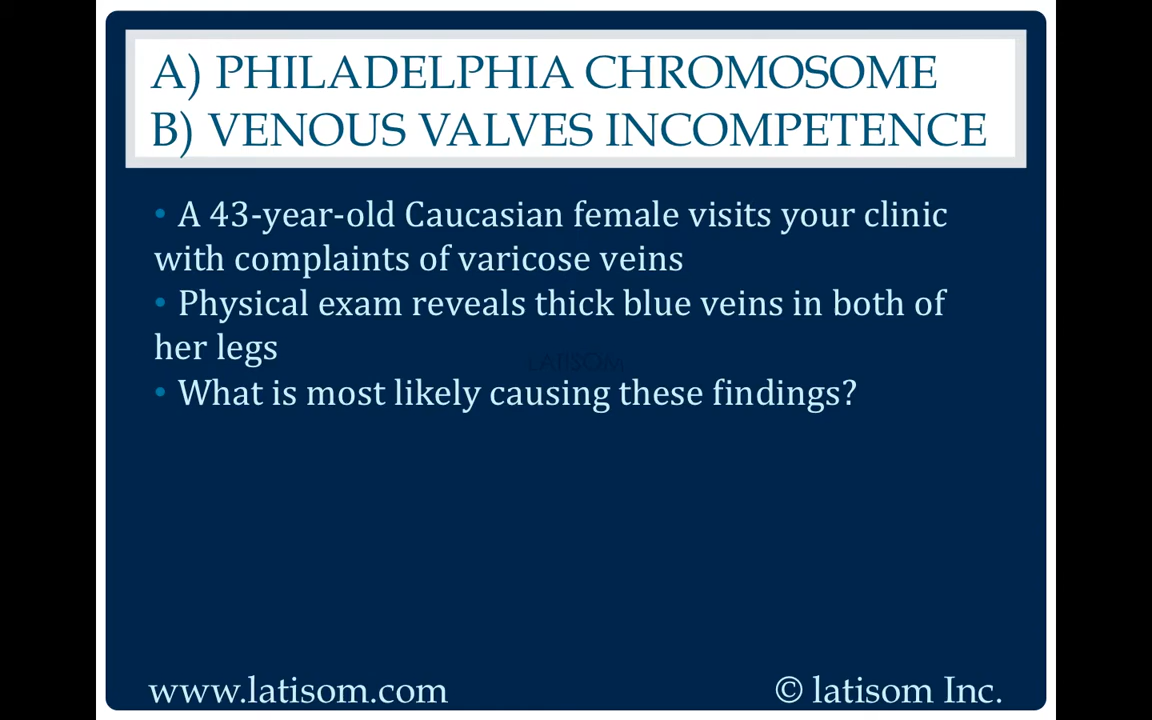 A) PHILADELPHIA CHROMOSOME
B) VENOUS VALVES INCOMPETENCE
• A 43-year-old Caucasian female visits your clinic
with complaints of varicose veins
• Physical exam reveals thick blue veins in both of
her legs
LATISOM
• What is most likely causing these findings?
www.latisom.com
© latisom Inc.